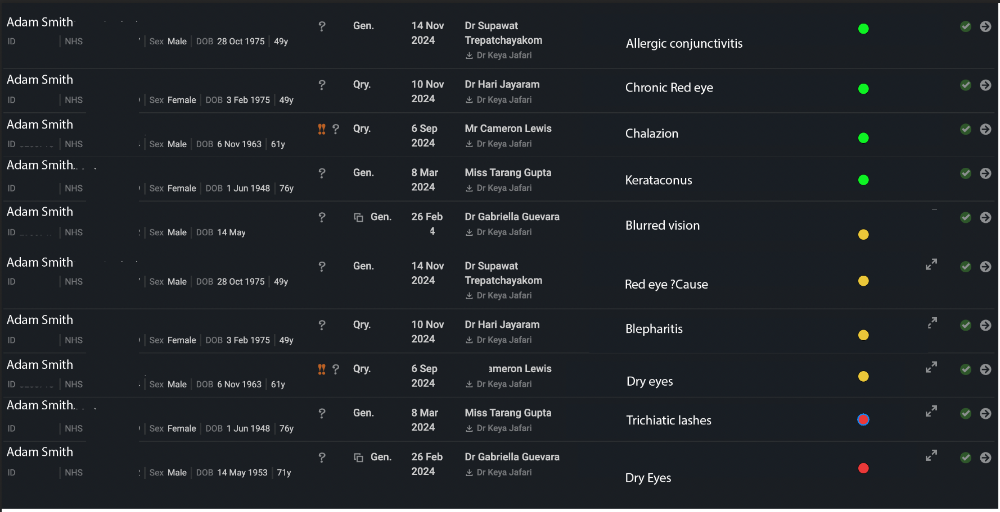 Adam Smith
ID NHS Sex Male DOB 28 Oct 1975 49y
? Gen. 14 Nov 2024
Dr Supawat Trepatchayakom
Dr Keya Jafari
Allergic conjunctivitis
Adam Smith
ID NHS Sex Female DOB 3 Feb 1975 49y
? Qry. 10 Nov 2024
Dr Hari Jayaram
Dr Keya Jafari
Chronic Red eye
Adam Smith
ID NHS Sex Male DOB 6 Nov 1963 61y
!! ? Qry. 6 Sep 2024
Mr Cameron Lewis
Dr Keya Jafari
Chalazion
Adam Smith
ID NHS Sex Female DOB 1 Jun 1948 76y
? Gen. 8 Mar 2024
Miss Tarang Gupta
Dr Keya Jafari
Kerataconus
Adam Smith
ID NHS Sex Male DOB 14 May
? Gen. 26 Feb 4
Dr Gabriella Guevara
Dr Keya Jafari
Blurred vision
Adam Smith
ID NHS Sex Male DOB 28 Oct 1975 49y
? Gen. 14 Nov 2024
Dr Supawat Trepatchayakom
Dr Keya Jafari
Red eye ?Cause
Adam Smith
ID NHS Sex Female DOB 3 Feb 1975 49y
? Qry. 10 Nov 2024
Dr Hari Jayaram
Dr Keya Jafari
Blepharitis
Adam Smith
ID NHS Sex Male DOB 6 Nov 1963 61y
!! ? Qry. 6 Sep 2024
ameron Lewis
Dr Keya Jafari
Dry eyes
Adam Smith
ID NHS Sex Female DOB 1 Jun 1948 76y
? Gen. 8 Mar 2024
Miss Tarang Gupta
Dr Keya Jafari
Trichiatic lashes
Adam Smith
ID NHS Sex Male DOB 14 May 1953 71y
? Gen. 26 Feb 2024
Dr Gabriella Guevara
Dr Keya Jafari
Dry Eyes